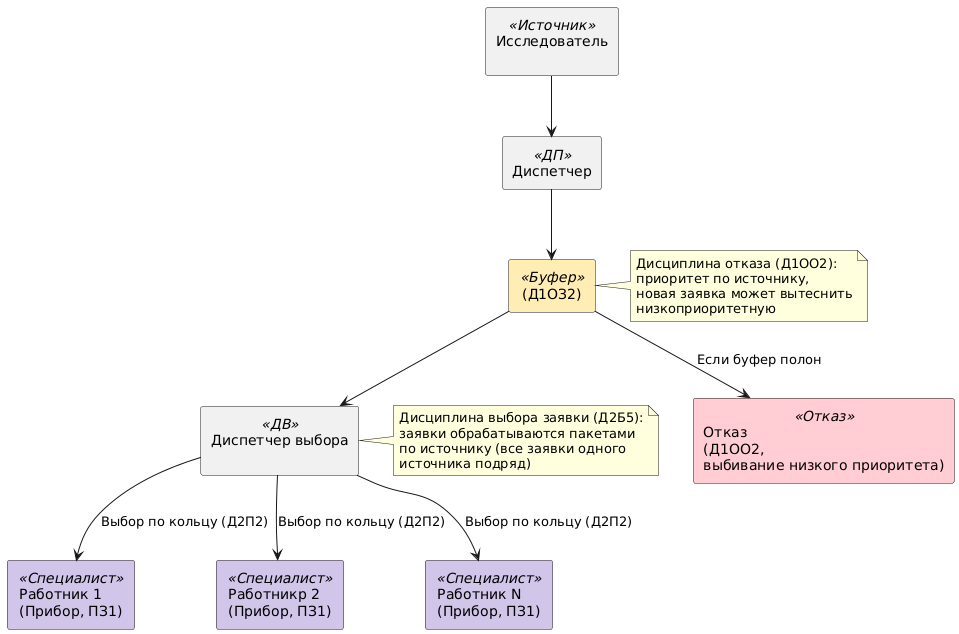 «Источник»
Исследователь
«ДП»
Диспетчер
«Буфер»
(Д1ОЗ2)
Дисциплина отказа (Д1ОО2):
приоритет по источнику,
новая заявка может вытеснить
низкоприоритетную
Если буфер полон
«ДВ»
Диспетчер выбора
Дисциплина выбора заявки (Д2Б5):
заявки обрабатываются пакетами
по источнику (все заявки одного
источника подряд)
«Отказ»
Отказ
(Д1ОО2,
выбивание низкого приоритета)
Выбор по кольцу (Д2П2)
Выбор по кольцу (Д2П2)
Выбор по кольцу (Д2П2)
«Специалист»
Работник 1
(Прибор, ПЗ1)
«Специалист»
Работникр 2
(Прибор, ПЗ1)
«Специалист»
Работник N
(Прибор, ПЗ1)